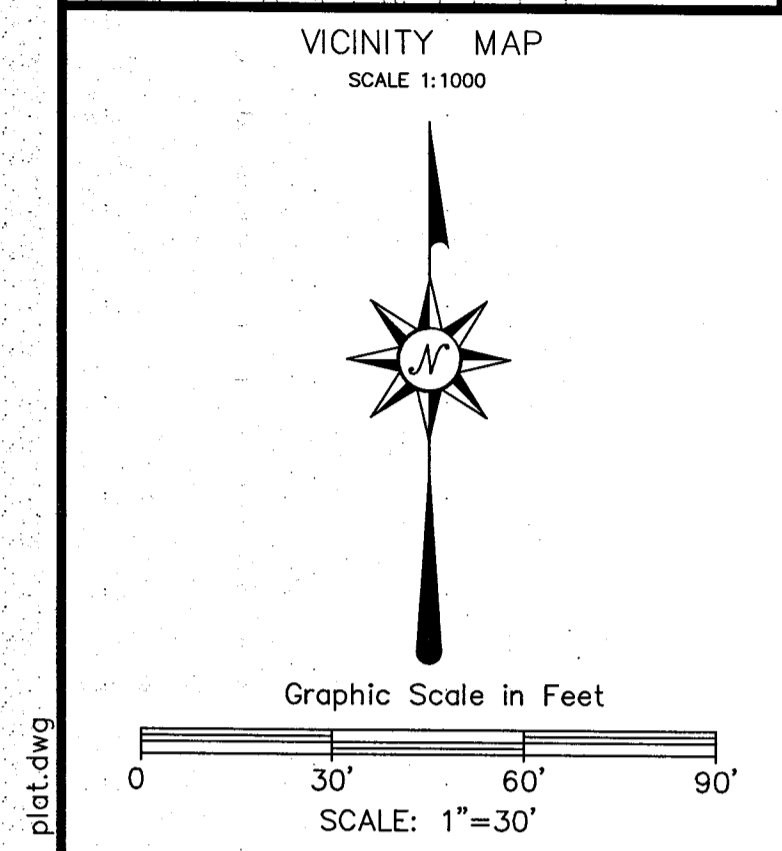 VICINITY MAP
SCALE 1:1000
N
Graphic Scale in Feet
0 30' 60' 90'
SCALE: 1"=30'
plat.dwg